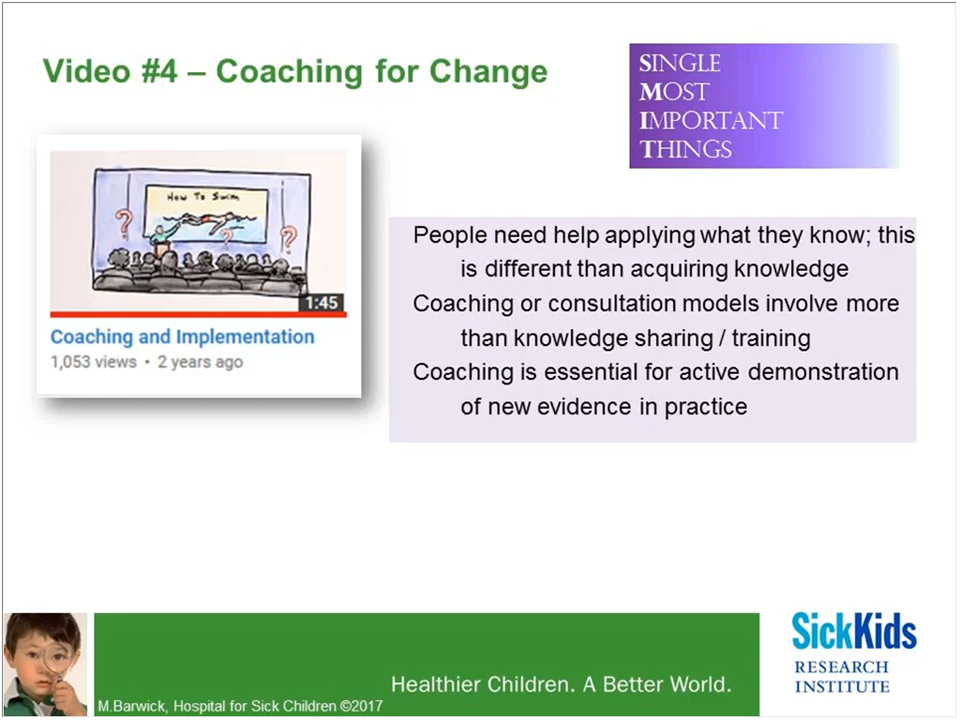 Video #4 – Coaching for Change
SINGLE
MOST
IMPORTANT
THINGS
How To Swim
?
?
?
1:45
Coaching and Implementation
1,053 views • 2 years ago
People need help applying what they know; this
is different than acquiring knowledge
Coaching or consultation models involve more
than knowledge sharing / training
Coaching is essential for active demonstration
of new evidence in practice
Healthier Children. A Better World.
M.Barwick, Hospital for Sick Children ©2017
SickKids
RESEARCH
INSTITUTE